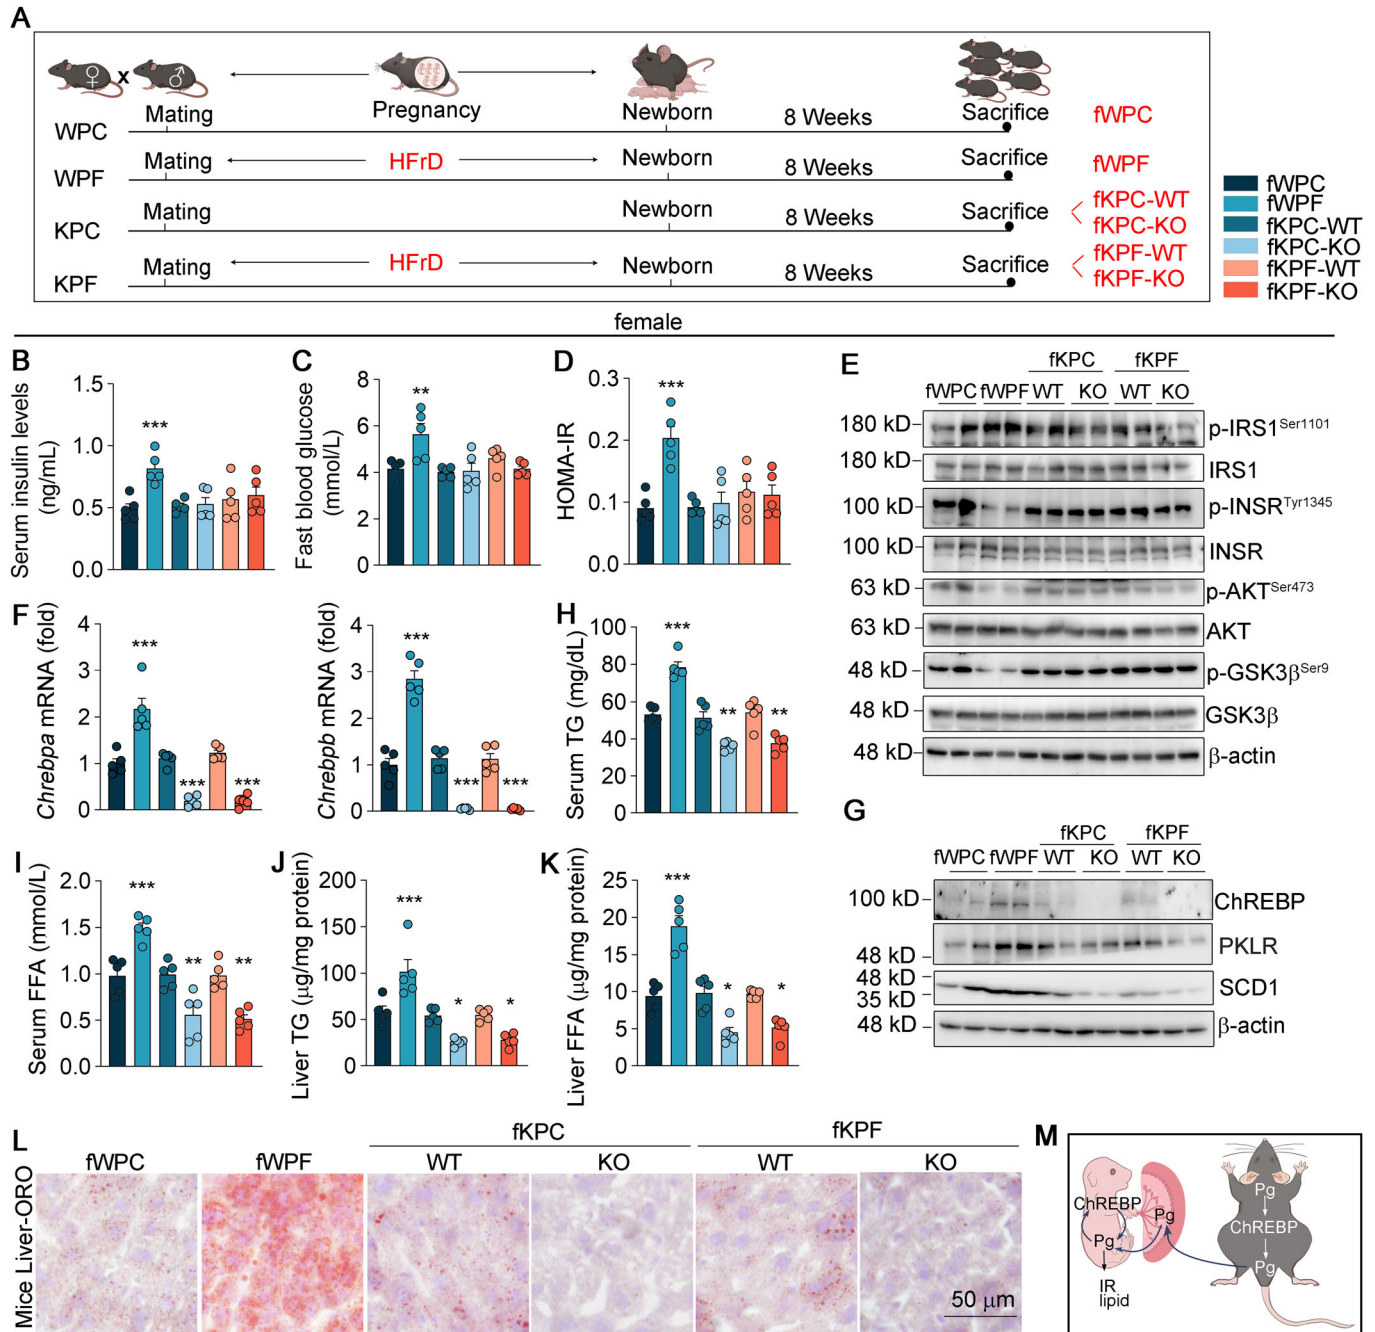 A
♀ x ♂
Mating
Pregnancy
Newborn
8 Weeks
Sacrifice
WPC
fWPC
Mating
HFrD
Newborn
8 Weeks
Sacrifice
WPF
fWPF
Mating
Newborn
8 Weeks
Sacrifice
KPC
fKPC-WT
fKPC-KO
Mating
HFrD
Newborn
8 Weeks
Sacrifice
KPF
fKPF-WT
fKPF-KO
fWPC
fWPF
fKPC-WT
fKPC-KO
fKPF-WT
fKPF-KO
female
B
Serum insulin levels
(ng/mL)
1.5
1.0
0.5
0.0
***
C
Fast blood glucose
(mmol/L)
8
6
4
2
0
**
D
HOMA-IR
0.3
0.2
0.1
0.0
***
E
fKPC
fKPF
fWPC fWPF WT KO WT KO
180 kD
p-IRS1Ser1101
180 kD
IRS1
100 kD
p-INSRTyr1345
100 kD
INSR
63 kD
p-AKTSer473
63 kD
AKT
48 kD
p-GSK3βSer9
48 kD
GSK3β
48 kD
β-actin
F
Chrebpa mRNA (fold)
4
3
2
1
0
***
***
***
Chrebpb mRNA (fold)
4
3
2
1
0
***
***
***
H
Serum TG (mg/dL)
100
80
60
40
20
0
***
**
**
G
fKPC
fKPF
fWPC fWPF WT KO WT KO
100 kD
ChREBP
48 kD
PKLR
48 kD
35 kD
SCD1
48 kD
β-actin
I
Serum FFA (mmol/L)
2.0
1.5
1.0
0.5
0.0
***
**
**
J
Liver TG (μg/mg protein)
200
150
100
50
0
***
*
*
K
Liver FFA (μg/mg protein)
25
20
15
10
5
0
***
*
*
L
fKPC
fKPF
fWPC
fWPF
WT
KO
WT
KO
Mice Liver-ORO
50 μm
M
ChREBP
Pg
Pg
IR
lipid
Pg
ChREBP
Pg